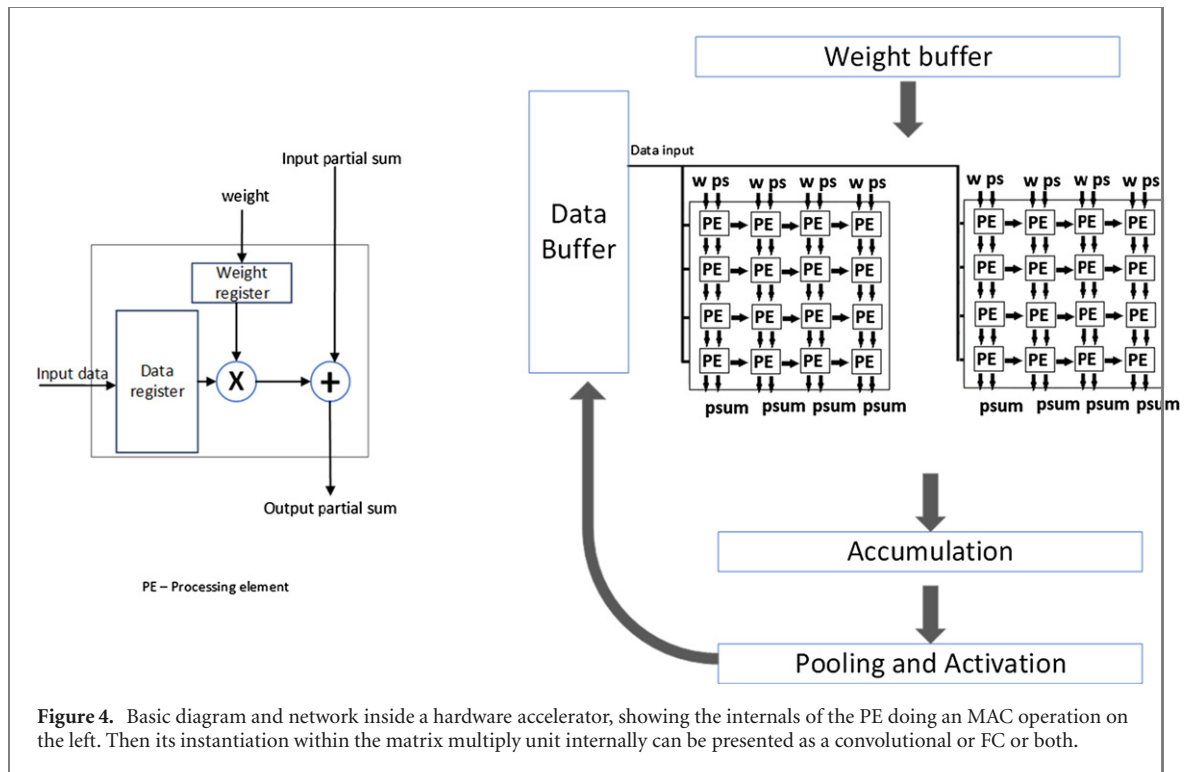 Weight buffer
Data input
Input partial sum
weight
w ps w ps w ps w ps
w ps w ps w ps w ps
Data
Buffer
PE PE PE PE
PE PE PE PE
Weight
register
PE PE PE PE
PE PE PE PE
Input data
Data
register
X
+
PE PE PE PE
PE PE PE PE
PE PE PE PE
PE PE PE PE
psum psum psum psum
psum psum psum psum
Output partial sum
Accumulation
PE – Processing element
Pooling and Activation
Figure 4. Basic diagram and network inside a hardware accelerator, showing the internals of the PE doing an MAC operation on
the left. Then its instantiation within the matrix multiply unit internally can be presented as a convolutional or FC or both.